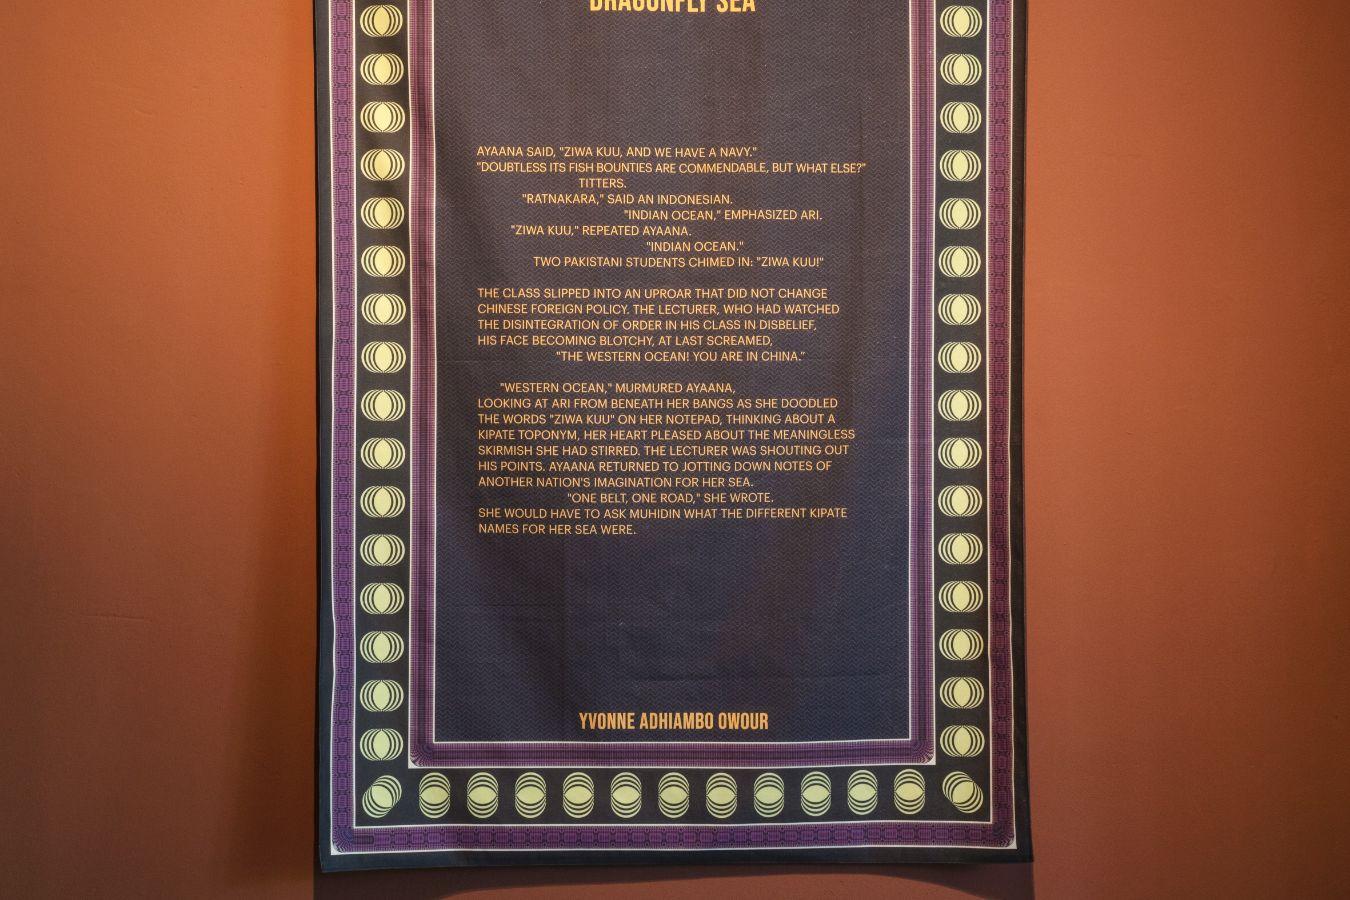 DRAGONFLY SEA
AYAANA SAID, "ZIWA KUU, AND WE HAVE A NAVY."
"DOUBTLESS ITS FISH BOUNTIES ARE COMMENDABLE, BUT WHAT ELSE?"
TITTERS.
"RATNAKARA," SAID AN INDONESIAN.
"INDIAN OCEAN," EMPHASIZED ARI.
"ZIWA KUU," REPEATED AYAANA.
"INDIAN OCEAN."
TWO PAKISTANI STUDENTS CHIMED IN: "ZIWA KUU!"
THE CLASS SLIPPED INTO AN UPROAR THAT DID NOT CHANGE
CHINESE FOREIGN POLICY. THE LECTURER, WHO HAD WATCHED
THE DISINTEGRATION OF ORDER IN HIS CLASS IN DISBELIEF,
HIS FACE BECOMING BLOTCHY, AT LAST SCREAMED,
"THE WESTERN OCEAN! YOU ARE IN CHINA."
"WESTERN OCEAN," MURMURED AYAANA,
LOOKING AT ARI FROM BENEATH HER BANGS AS SHE DOODLED
THE WORDS "ZIWA KUU" ON HER NOTEPAD, THINKING ABOUT A
KIPATE TOPONYM, HER HEART PLEASED ABOUT THE MEANINGLESS
SKIRMISH SHE HAD STIRRED. THE LECTURER WAS SHOUTING OUT
HIS POINTS. AYAANA RETURNED TO JOTTING DOWN NOTES OF
ANOTHER NATION'S IMAGINATION FOR HER SEA.
"ONE BELT, ONE ROAD," SHE WROTE.
SHE WOULD HAVE TO ASK MUHIDIN WHAT THE DIFFERENT KIPATE
NAMES FOR HER SEA WERE.
YVONNE ADHIAMBO OWOUR